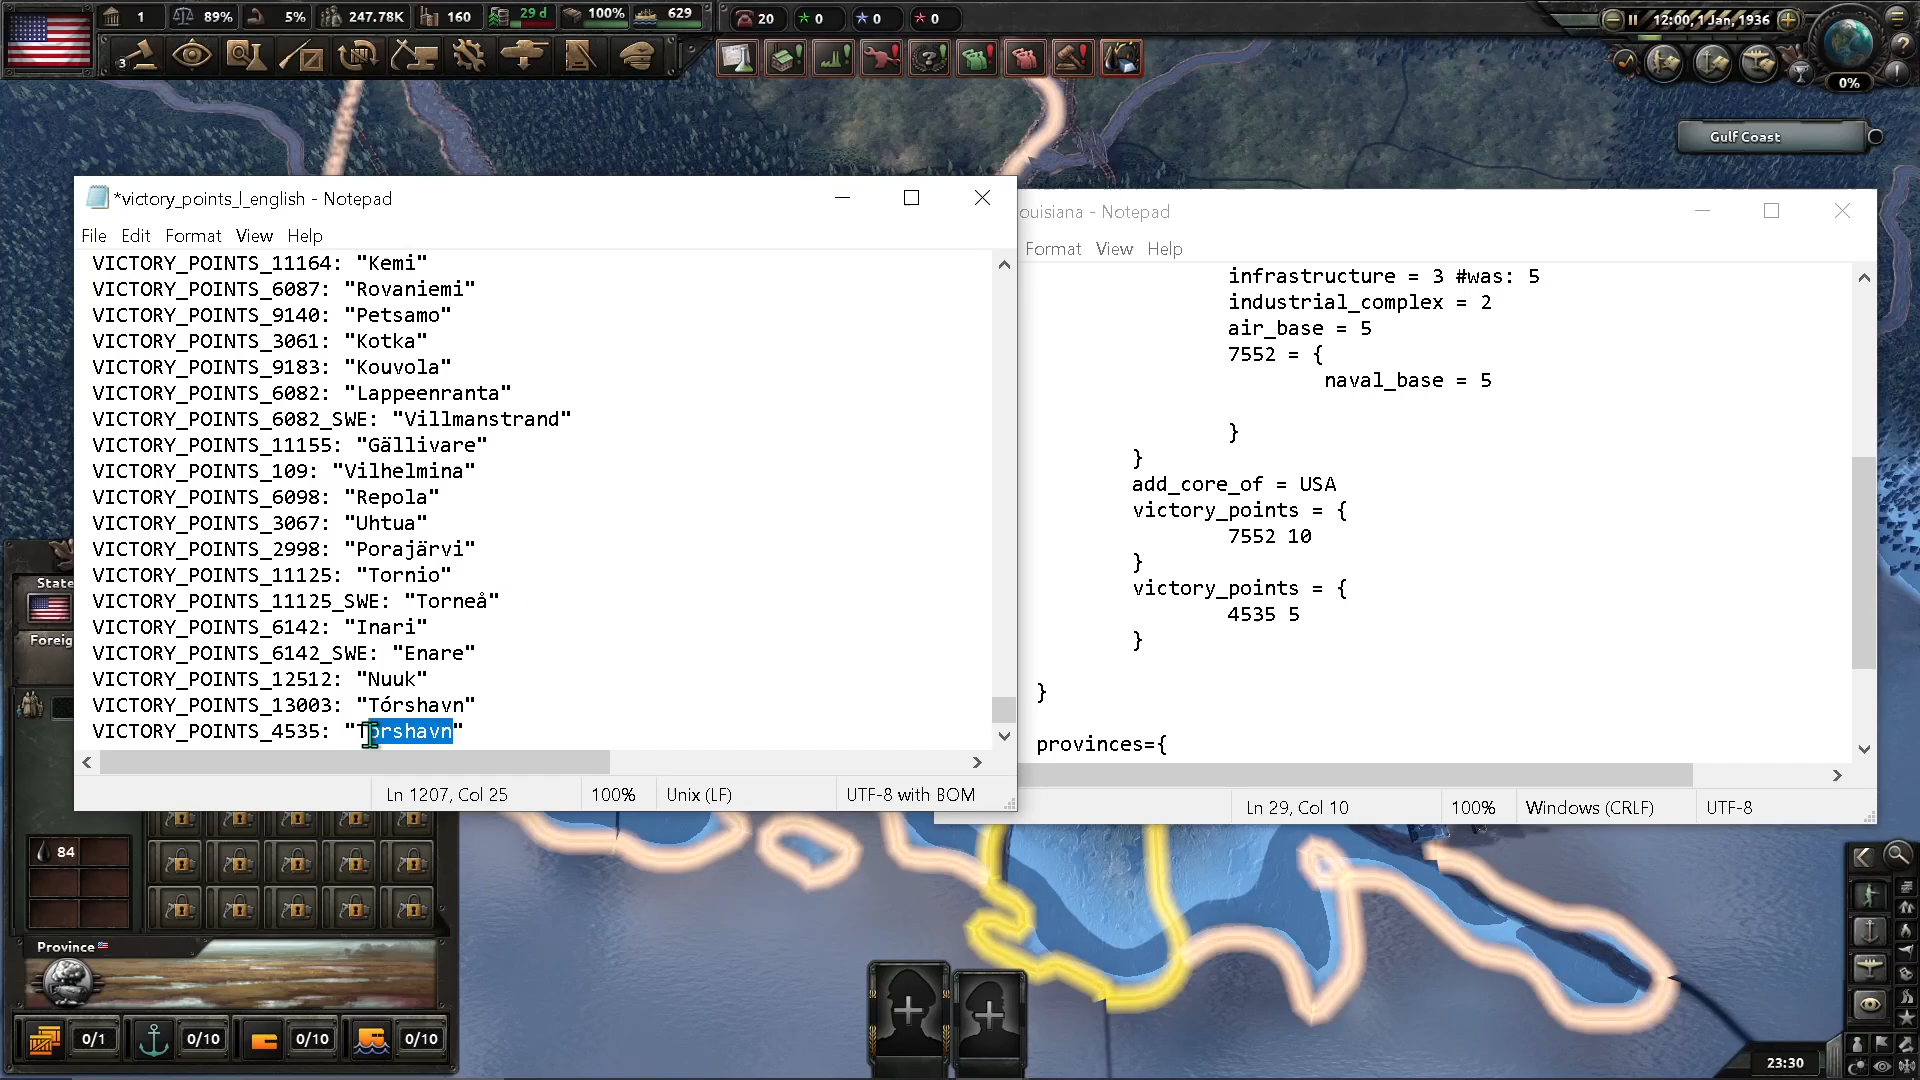 1
89%
5%
247.78K
160
29 d
100%
629
20
0
0
0
12:00, 1 Jan, 1936
3
0%
Gulf Coast
*victory_points_l_english - Notepad
File Edit Format View Help
VICTORY_POINTS_11164: "Kemi"
VICTORY_POINTS_6087: "Rovaniemi"
VICTORY_POINTS_9140: "Petsamo"
VICTORY_POINTS_3061: "Kotka"
VICTORY_POINTS_9183: "Kouvola"
VICTORY_POINTS_6082: "Lappeenranta"
VICTORY_POINTS_6082_SWE: "Villmanstrand"
VICTORY_POINTS_11155: "Gällivare"
VICTORY_POINTS_109: "Vilhelmina"
VICTORY_POINTS_6098: "Repola"
VICTORY_POINTS_3067: "Uhtua"
VICTORY_POINTS_2998: "Porajärvi"
VICTORY_POINTS_11125: "Tornio"
VICTORY_POINTS_11125_SWE: "Torneå"
VICTORY_POINTS_6142: "Inari"
VICTORY_POINTS_6142_SWE: "Enare"
VICTORY_POINTS_12512: "Nuuk"
VICTORY_POINTS_13003: "Tórshavn"
VICTORY_POINTS_4535: "Tórshavn"
Ln 1207, Col 25
100%
Unix (LF)
UTF-8 with BOM
ouisiana - Notepad
Format View Help
infrastructure = 3 #was: 5
industrial_complex = 2
air_base = 5
7552 = {
naval_base = 5
}
}
add_core_of = USA
victory_points = {
7552 10
}
victory_points = {
4535 5
}
}
provinces={
Ln 29, Col 10
100%
Windows (CRLF)
UTF-8
State
Foreig
84
Province
0/1
0/10
0/10
0/10
23:30